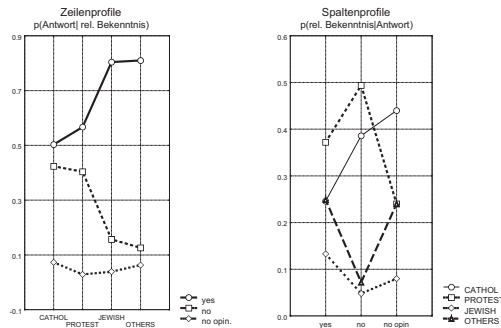 Zeilenprofile
p(Antwort| rel. Bekenntnis)
0.9
0.7
0.5
0.3
0.1
-0.1
CATHOL
PROTEST
JEWISH
OTHERS
yes
no
no opin.
Spaltenprofile
p(rel. Bekenntnis|Antwort)
0.6
0.5
0.4
0.3
0.2
0.1
0.0
yes
no
no opin
CATHOL
PROTEST
JEWISH
OTHERS